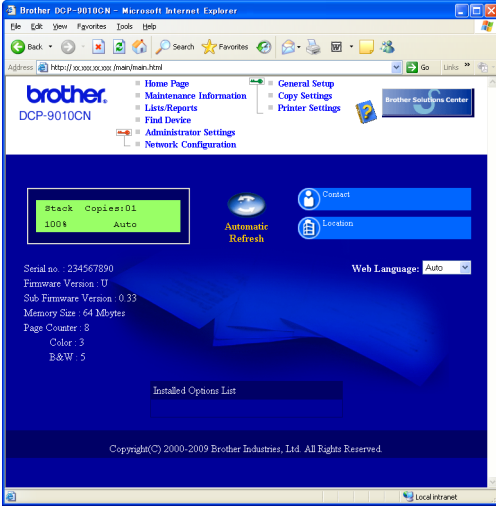 Brother DCP-9010CN - Microsoft Internet Explorer
File Edit View Favorites Tools Help
Back Search Favorites
Address http://xx.xxx.xx.xxx /main/main.html Go Links »
brother.
DCP-9010CN
Home Page
Maintenance Information
Lists/Reports
Find Device
Administrator Settings
Network Configuration
General Setup
Copy Settings
Printer Settings
Brother Solutions Center
Stack Copies:01
100% Auto
Automatic
Refresh
Contact
Location
Serial no. : 234567890
Firmware Version : U
Sub Firmware Version : 0.33
Memory Size : 64 Mbytes
Page Counter : 8
Color : 3
B&W : 5
Web Language: Auto
Installed Options List
Copyright(C) 2000-2009 Brother Industries, Ltd. All Rights Reserved.
Local intranet